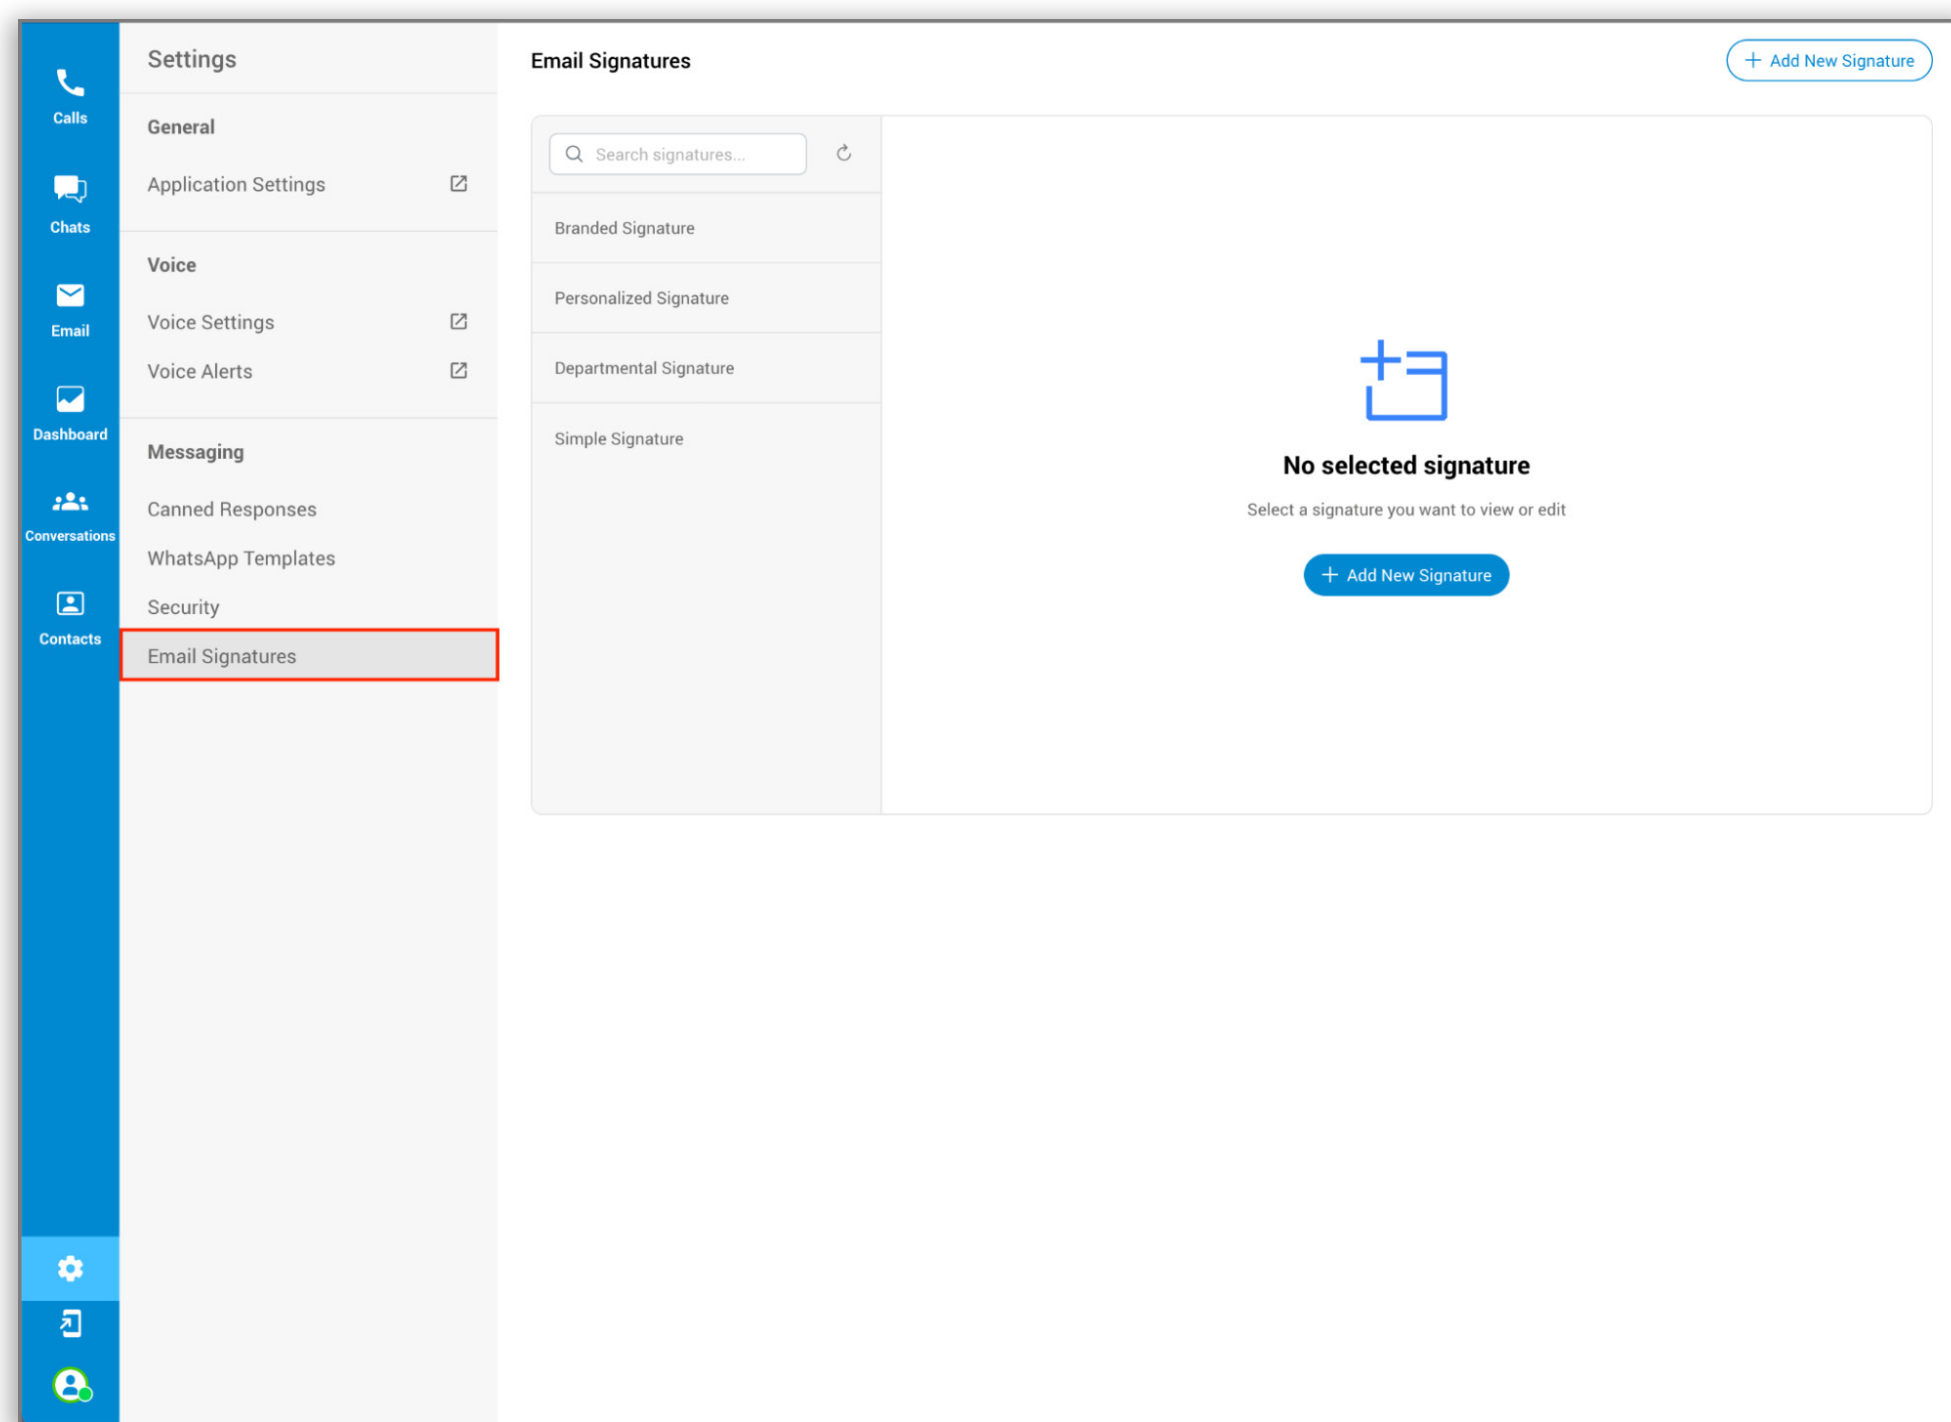 Calls
Chats
Email
Dashboard
Conversations
Contacts
Settings
General
Application Settings
Voice
Voice Settings
Voice Alerts
Messaging
Canned Responses
WhatsApp Templates
Security
Email Signatures
Email Signatures
+ Add New Signature
Search signatures...
Branded Signature
Personalized Signature
Departmental Signature
Simple Signature
No selected signature
Select a signature you want to view or edit
+ Add New Signature